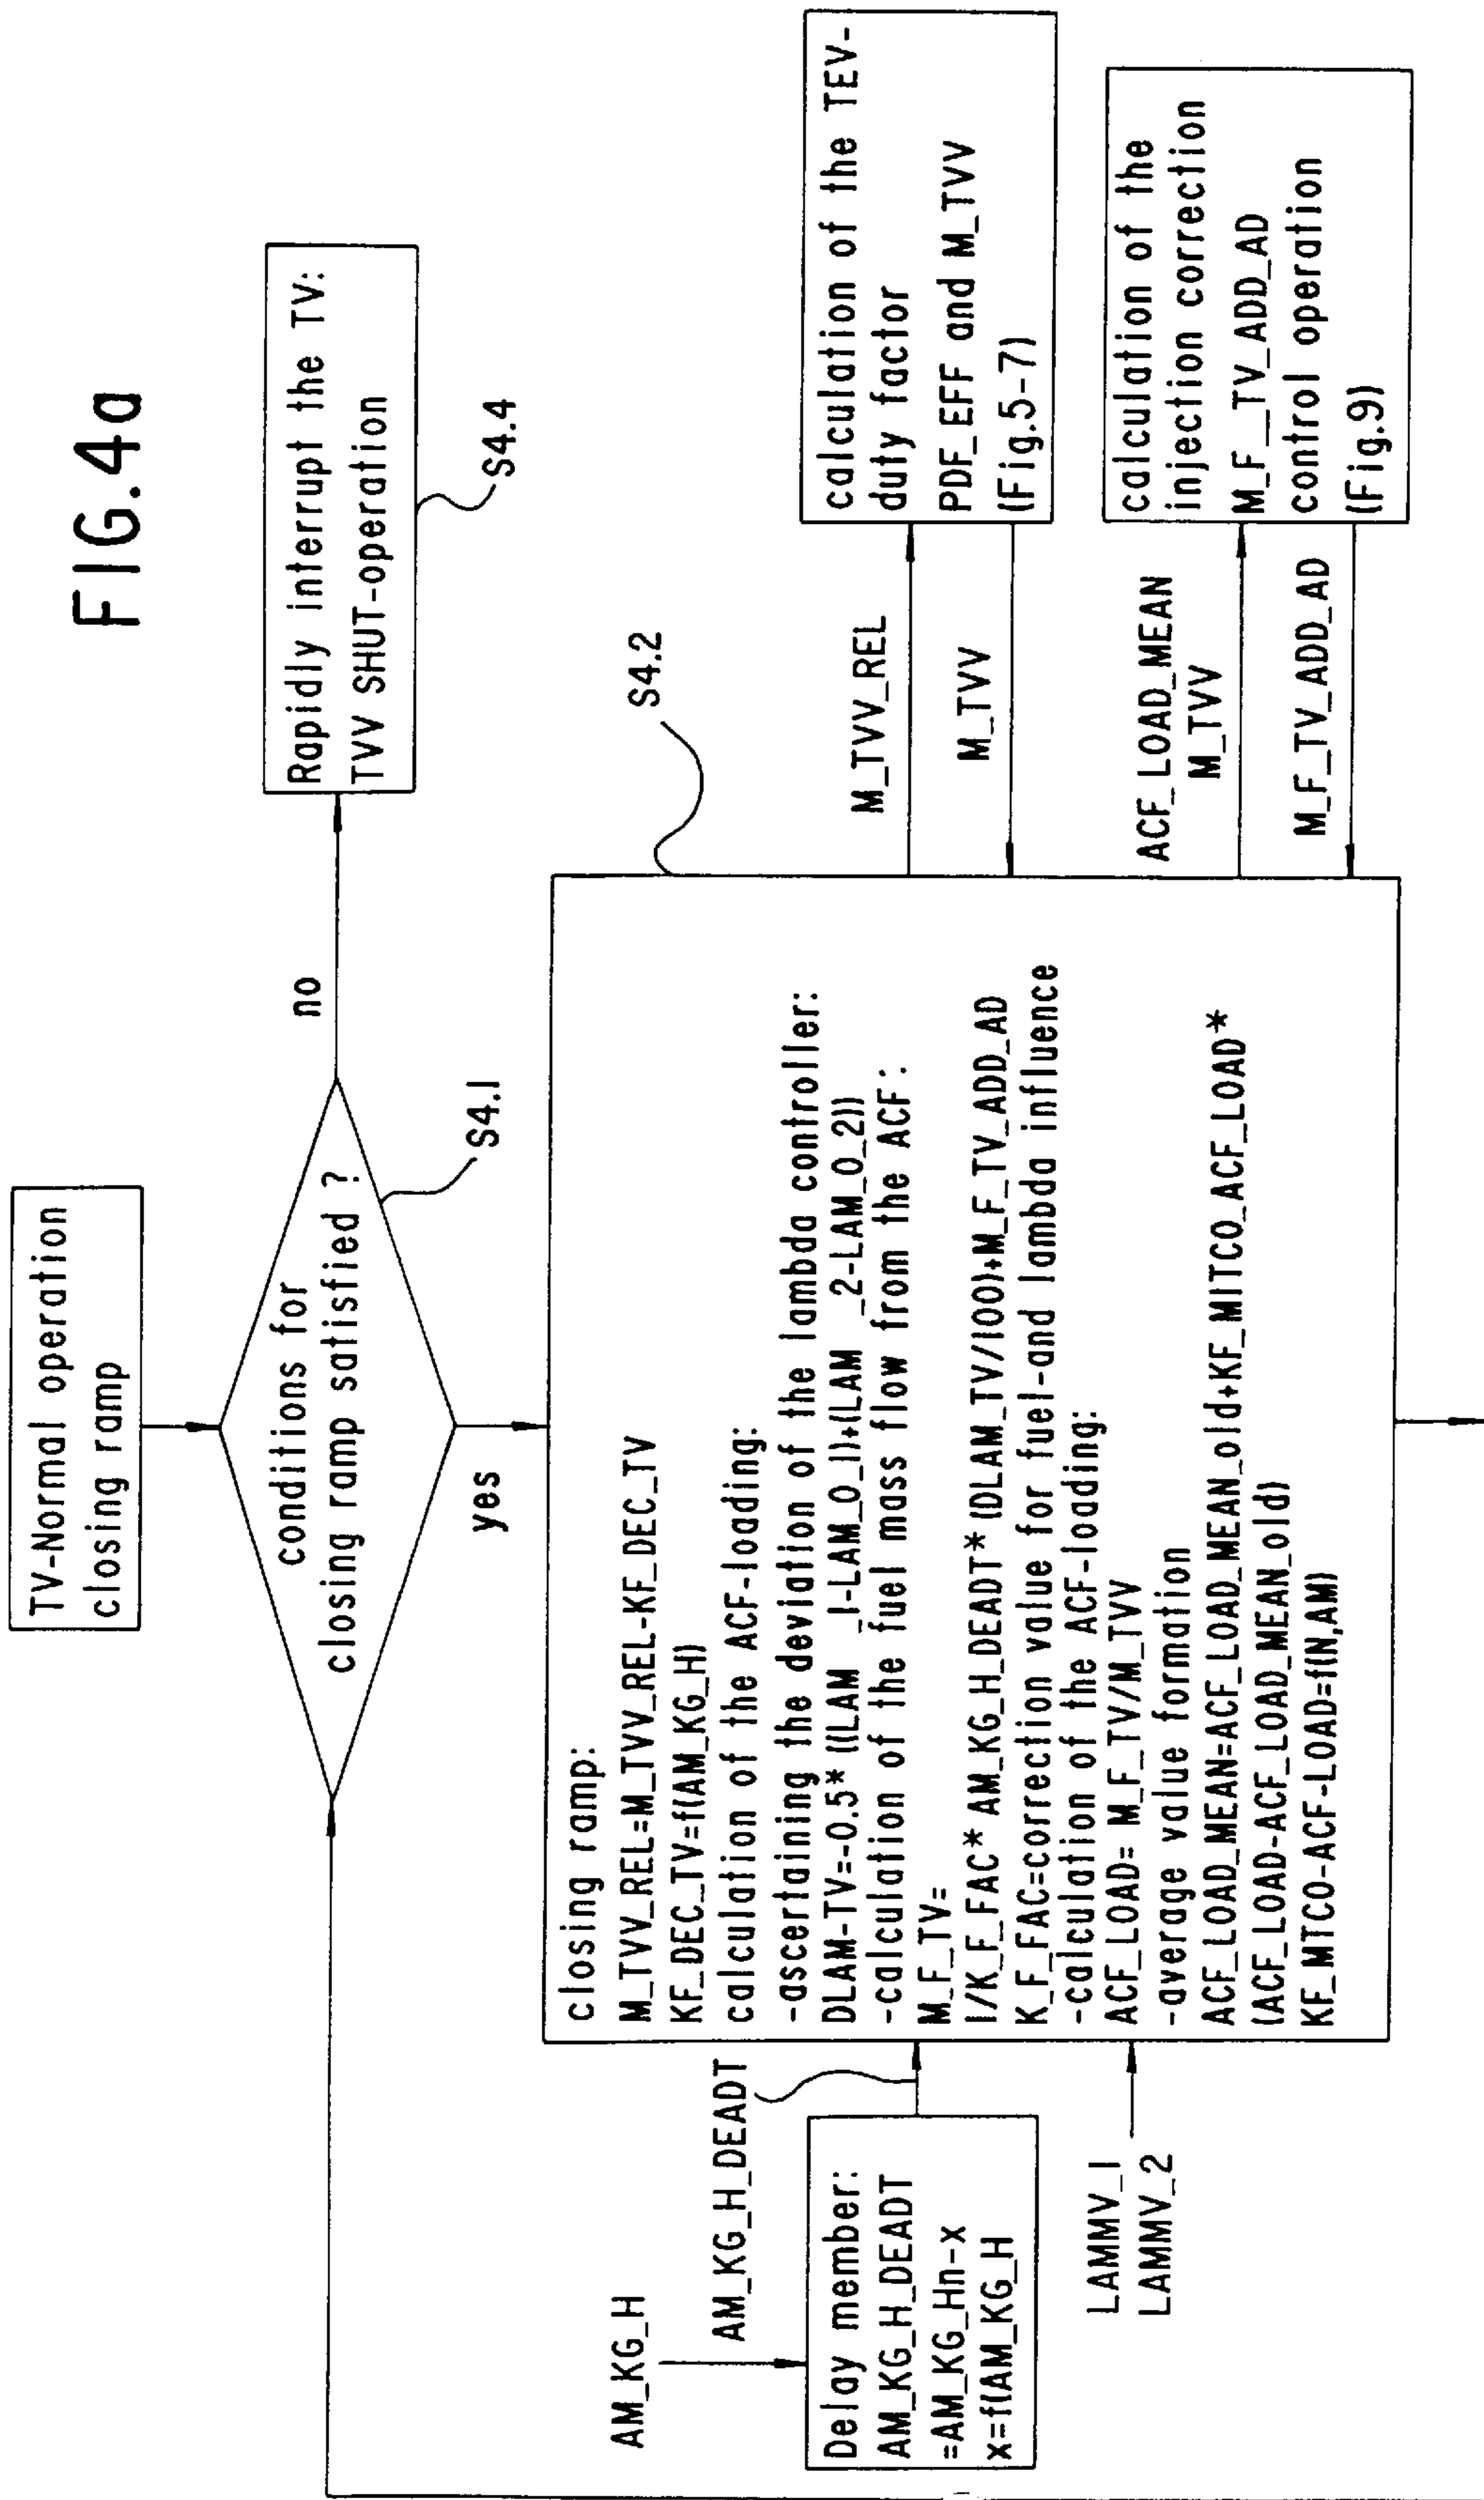 FIG.4a
TV-Normal operation
closing ramp
conditions for
closing ramp satisfied ?
S4.1
no
yes
Rapidly interrupt the TV:
TVV SHUT-operation
S4.4
S4.2
closing ramp:
M_TVV_REL=M_TVV_REL-KF_DEC_TV
KF_DEC_TV=f(AM_KG_H)
calculation of the ACF-loading:
-ascertaining the deviation of the lambda controller:
DLAM-TV=-0.5* ((LAM _1-LAM_0_1)+(LAM _2-LAM_0_2))
-calculation of the fuel mass flow from the ACF:
M_F_TV=
1/K_F_FAC* AM_KG_H_DEADT* (DLAM_TV/100)+M_F_TV_ADD_AD
K_F_FAC=correction value for fuel-and lambda influence
-calculation of the ACF-loading:
ACF_LOAD= M_F_TV/M_TVV
-average value formation
ACF_LOAD_MEAN=ACF_LOAD_MEAN_old+KF_MITCO_ACF_LOAD*
(ACF_LOAD-ACF_LOAD_MEAN_old)
KF_MTCO-ACF-LOAD=f(N,AM)
AM_KG_H
AM_KG_H_DEADT
Delay member:
AM_KG_H_DEADT
=AM_KG_Hn-x
x=f(AM_KG_H
LAMMV_1
LAMMV_2
M_TVV_REL
M_TVV
calculation of the TEV-
duty factor
PDF_EFF and M_TVV
(Fig.5-7)
ACF_LOAD_MEAN
M_TVV
M_F_TV_ADD_AD
calculation of the
injection correction
M_F_TV_ADD_AD
control operation
(Fig.9)